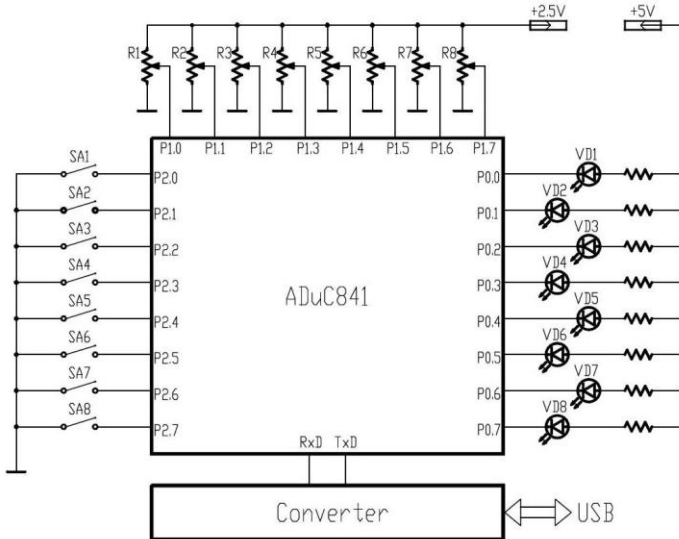 +2.5V +5V
R1 R2 R3 R4 R5 R6 R7 R8
P1.0 P1.1 P1.2 P1.3 P1.4 P1.5 P1.6 P1.7
SA1 P2.0 P0.0 VD1
SA2 P2.1 P0.1 VD2
SA3 P2.2 P0.2 VD3
SA4 P2.3 P0.3 VD4
ADuC841
SA5 P2.4 P0.4 VD5
SA6 P2.5 P0.5 VD6
SA7 P2.6 P0.6 VD7
SA8 P2.7 P0.7 VD8
RxD TxD
Converter USB